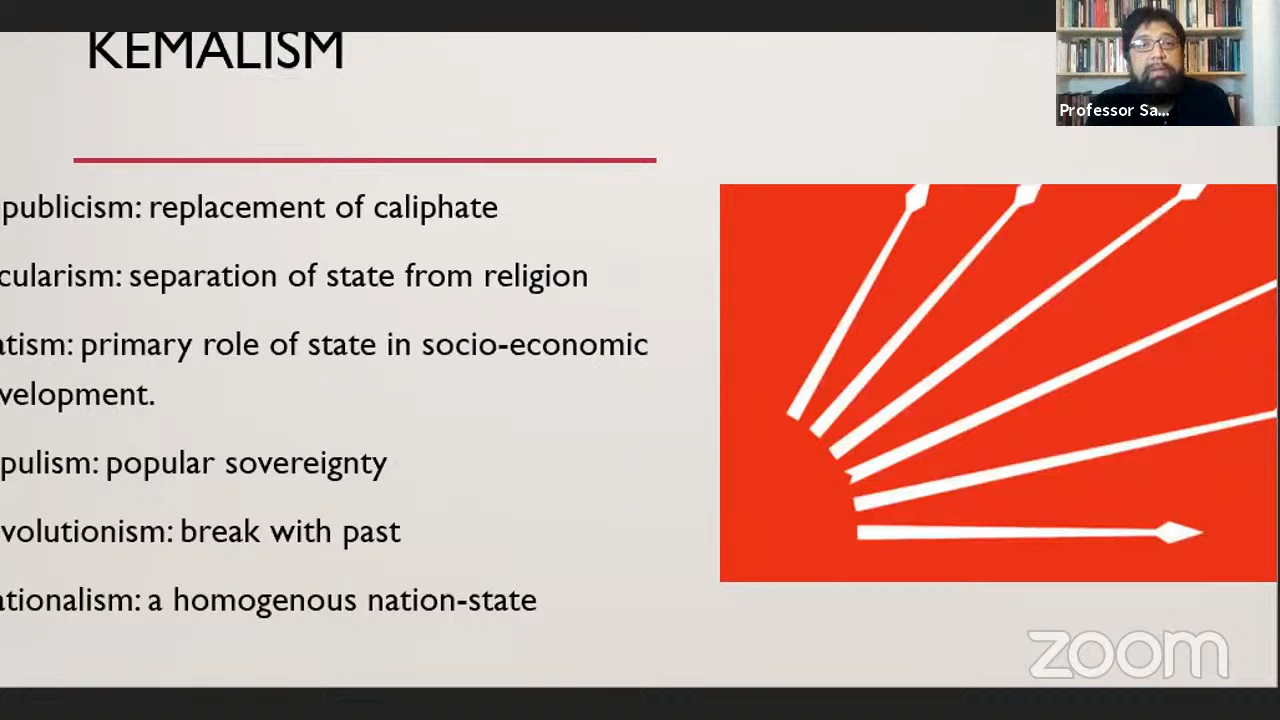 KEMALISM
Professor Sa...
publicism: replacement of caliphate
cularism: separation of state from religion
atism: primary role of state in socio-economic
velopment.
pulism: popular sovereignty
volutionism: break with past
ationalism: a homogenous nation-state
zoom